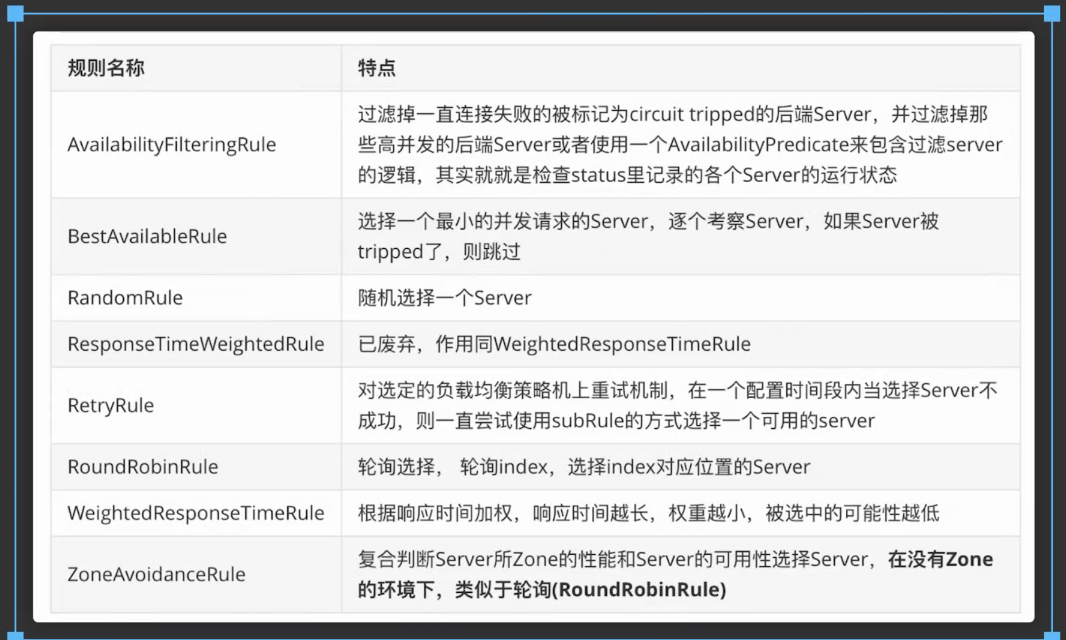 规则名称 特点
AvailabilityFilteringRule
过滤掉一直连接失败的被标记为circuit tripped的后端Server，并过滤掉那
些高并发的后端Server或者使用一个AvailabilityPredicate来包含过滤server
的逻辑，其实就就是检查status里记录的各个Server的运行状态
BestAvailableRule
选择一个最小的并发请求的Server，逐个考察Server，如果Server被
tripped了，则跳过
RandomRule 随机选择一个Server
ResponseTimeWeightedRule 已废弃，作用同WeightedResponseTimeRule
RetryRule
对选定的负载均衡策略机上重试机制，在一个配置时间段内当选择Server不
成功，则一直尝试使用subRule的方式选择一个可用的server
RoundRobinRule 轮询选择， 轮询index，选择index对应位置的Server
WeightedResponseTimeRule 根据响应时间加权，响应时间越长，权重越小，被选中的可能性越低
ZoneAvoidanceRule
复合判断Server所Zone的性能和Server的可用性选择Server，在没有Zone
的环境下，类似于轮询(RoundRobinRule)